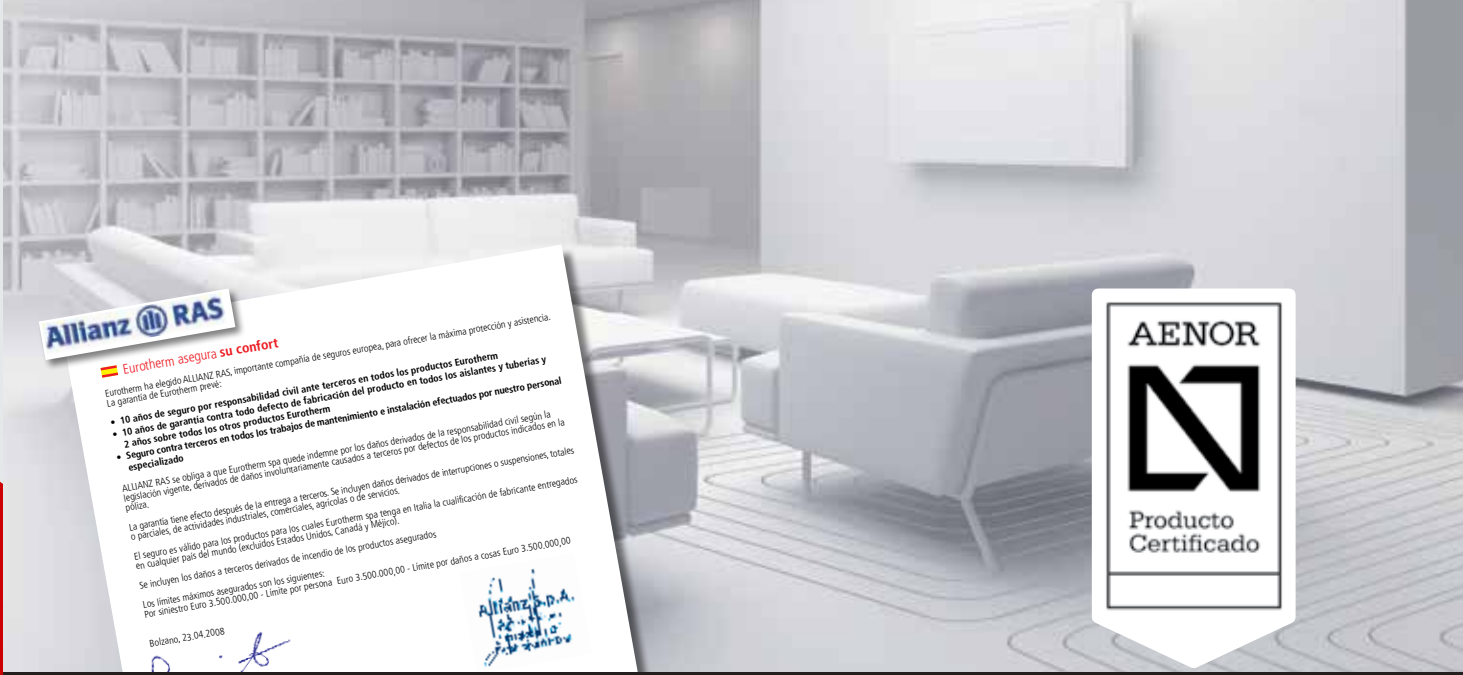 Allianz RAS
Eurotherm asegura su confort
Eurotherm ha elegido ALLIANZ RAS, importante compañía de seguros europea, para ofrecer la máxima protección y asistencia.
La garantía de Eurotherm prevé:
• 10 años de seguro por responsabilidad civil ante terceros en todos los productos Eurotherm
• 10 años de garantía contra todo defecto de fabricación del producto en todos los aislantes y tuberias y
2 años sobre todos los otros productos Eurotherm
• Seguro contra terceros en todos los trabajos de mantenimiento e instalación efectuados por nuestro personal
especializado
ALLIANZ RAS se obliga a que Eurotherm spa quede indemne por los daños derivados de la responsabilidad civil según la
legislación vigente, derivados de daños involuntariamente causados a terceros por defectos de los productos indicados en la
póliza.
La garantía tiene efecto después de la entrega a terceros. Se incluyen daños derivados de interrupciones o suspensiones, totales
o parciales, de actividades industriales, comerciales, agrícolas o de servicios.
El seguro es válido para los productos para los cuales Eurotherm spa tenga en Italia la cualificación de fabricante entregados
en cualquier país del mundo (excluidos Estados Unidos, Canadá y Méjico).
Se incluyen los daños a terceros derivados de incendio de los productos asegurados
Los límites máximos asegurados son los siguientes:
Por siniestro Euro 3.500.000,00 - Limite por persona Euro 3.500.000,00 - Límite por daños a cosas Euro 3.500.000,00
Bolzano, 23.04.2008
Allianz S.p.A.
AENOR
Producto
Certificado